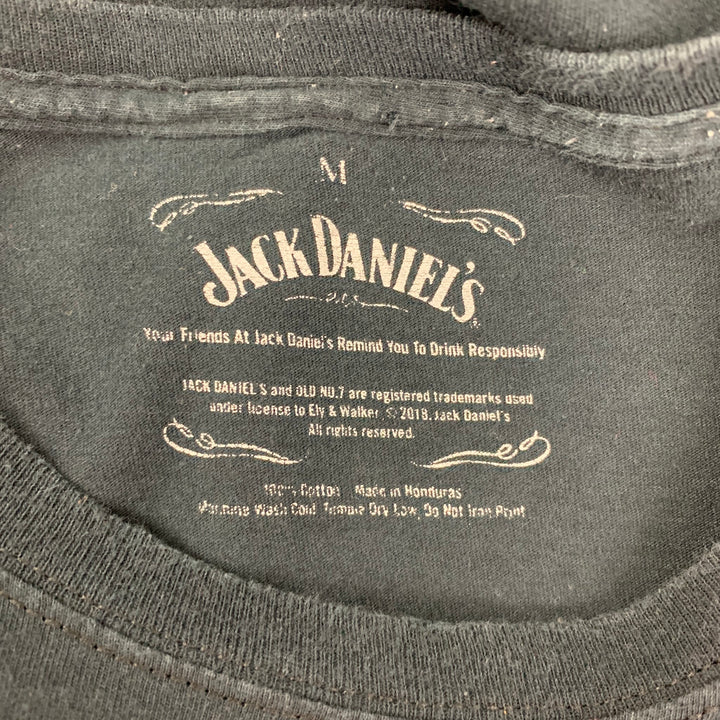 M
JACK DANIEL'S
Your Friends At Jack Daniel's Remind You To Drink Responsibly
JACK DANIEL'S and OLD NO.7 are registered trademarks used
under license to Ely & Walker. © 2018. Jack Daniel's
All rights reserved.
100% Cotton Made in Honduras
Machine Wash Cold, Tumble Dry Low, Do Not Iron Print